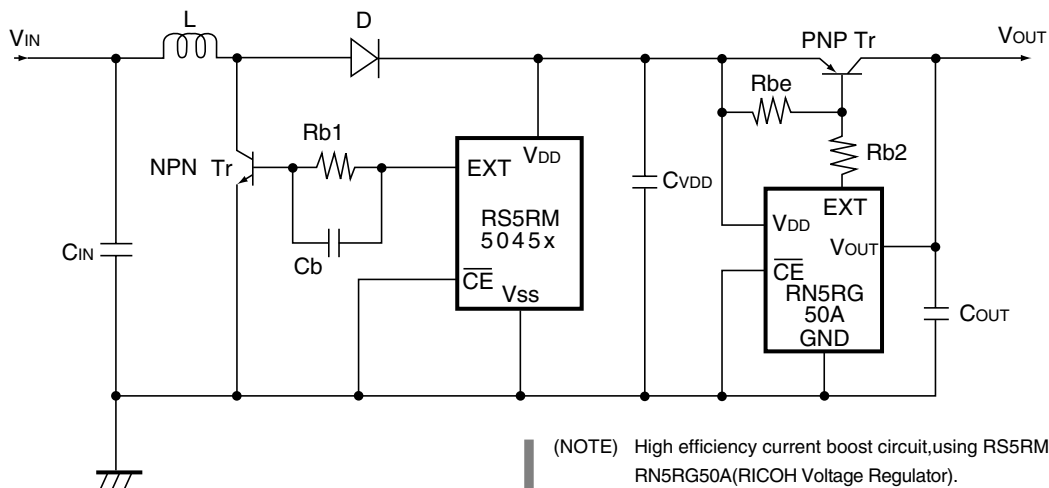 L
D
PNP Tr
VIN
VOUT
Rbe
Rb1
Rb2
NPN Tr
VDD
EXT
CVDD
EXT
RS5RM
VDD
5045x
VOUT
CIN
Cb
CE
CE
VSS
RN5RG
50A
COUT
GND
(NOTE) High efficiency current boost circuit,using RS5RM
RN5RG50A(RICOH Voltage Regulator).